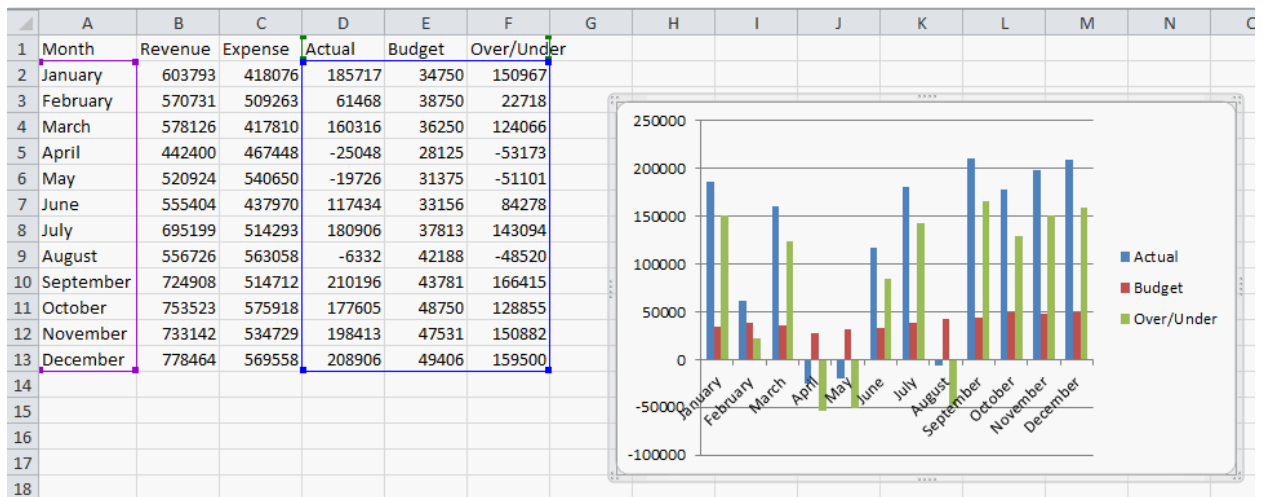 A B C D E F G H I J K L M N
1 Month Revenue Expense Actual Budget Over/Under
2 January 603793 418076 185717 34750 150967
3 February 570731 509263 61468 38750 22718
4 March 578126 417810 160316 36250 124066
5 April 442400 467448 -25048 28125 -53173
6 May 520924 540650 -19726 31375 -51101
7 June 555404 437970 117434 33156 84278
8 July 695199 514293 180906 37813 143094
9 August 556726 563058 -6332 42188 -48520
10 September 724908 514712 210196 43781 166415
11 October 753523 575918 177605 48750 128855
12 November 733142 534729 198413 47531 150882
13 December 778464 569558 208906 49406 159500
14
15
16
17
18
250000
200000
150000
100000
50000
0
-50000
-100000
January February March April May June July August September October November December
Actual
Budget
Over/Under